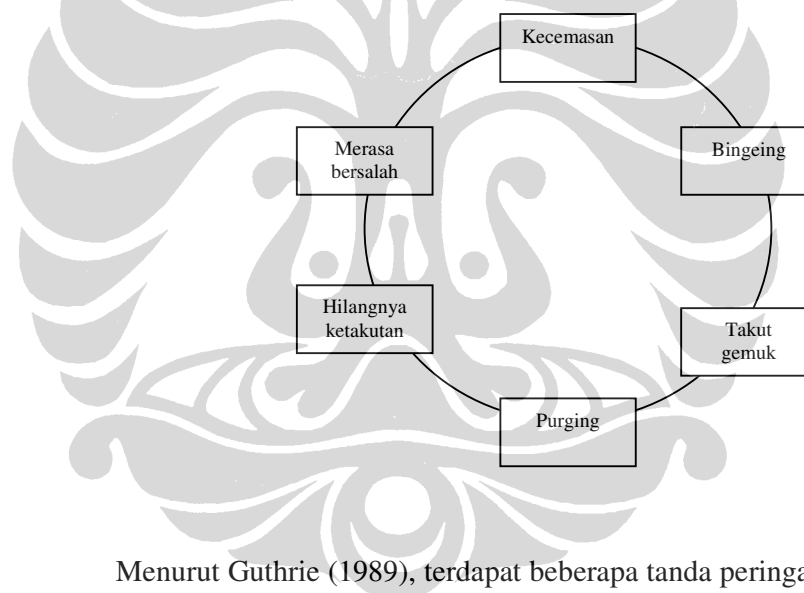 Kecemasan
Bingeing
Takut
gemuk
Purging
Hilangnya
ketakutan
Merasa
bersalah
Menurut Guthrie (1989), terdapat beberapa tanda peringa